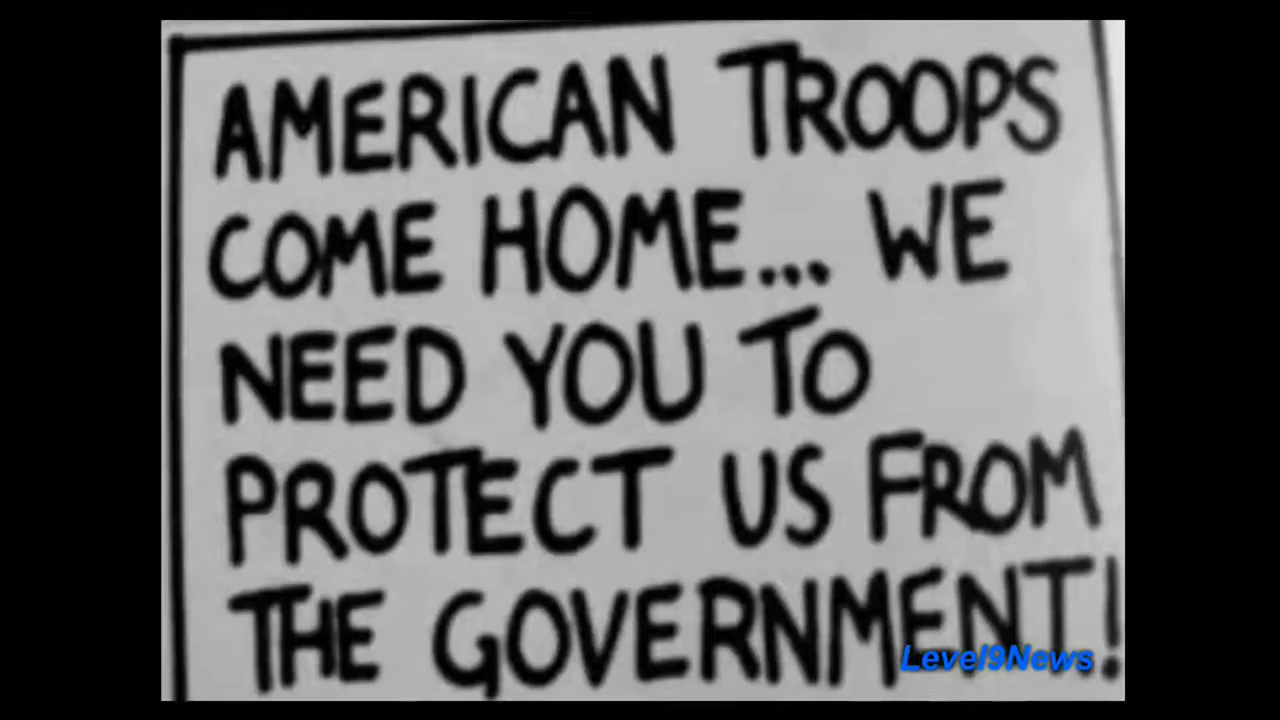 AMERICAN TROOPS
COME HOME... WE
NEED YOU TO
PROTECT US FROM
THE GOVERNMENT!
Level9News